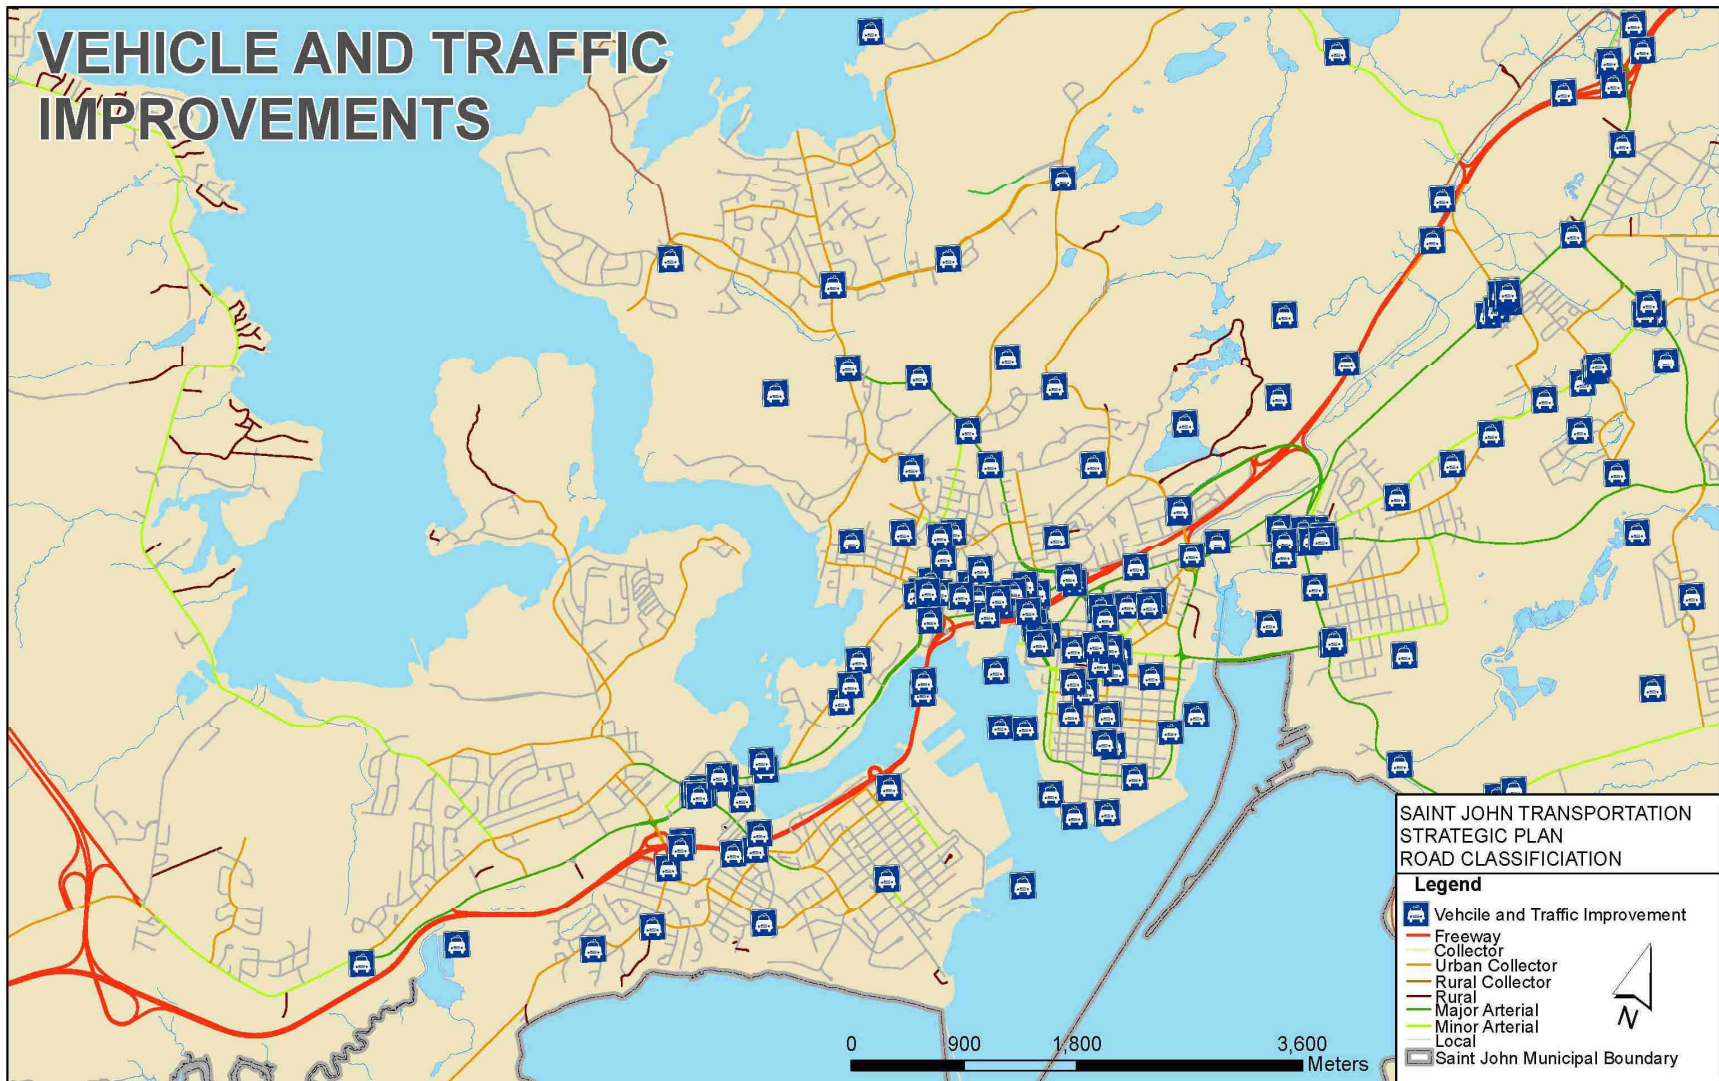 VEHICLE AND TRAFFIC
IMPROVEMENTS
SAINT JOHN TRANSPORTATION
STRATEGIC PLAN
ROAD CLASSIFICIATION
Legend
Vehcile and Traffic Improvement
Freeway
Collector
Urban Collector
Rural Collector
Rural
Major Arterial
Minor Arterial
Local
Saint John Municipal Boundary
N
0 900 1,800 3,600
Meters